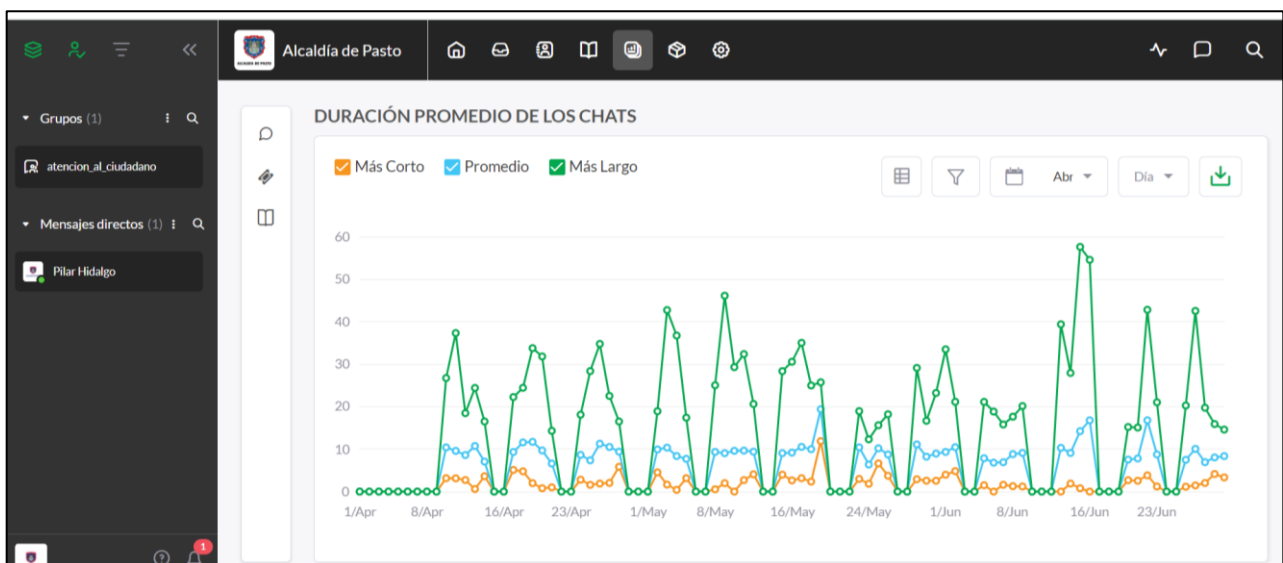 Alcaldía de Pasto
Grupos (1)
atencion_al_ciudadano
Mensajes directos (1)
Pilar Hidalgo
1
DURACIÓN PROMEDIO DE LOS CHATS
Más Corto Promedio Más Largo
Abr Día
60
50
40
30
20
10
0
1/Apr 8/Apr 16/Apr 23/Apr 1/May 8/May 16/May 24/May 1/Jun 8/Jun 16/Jun 23/Jun